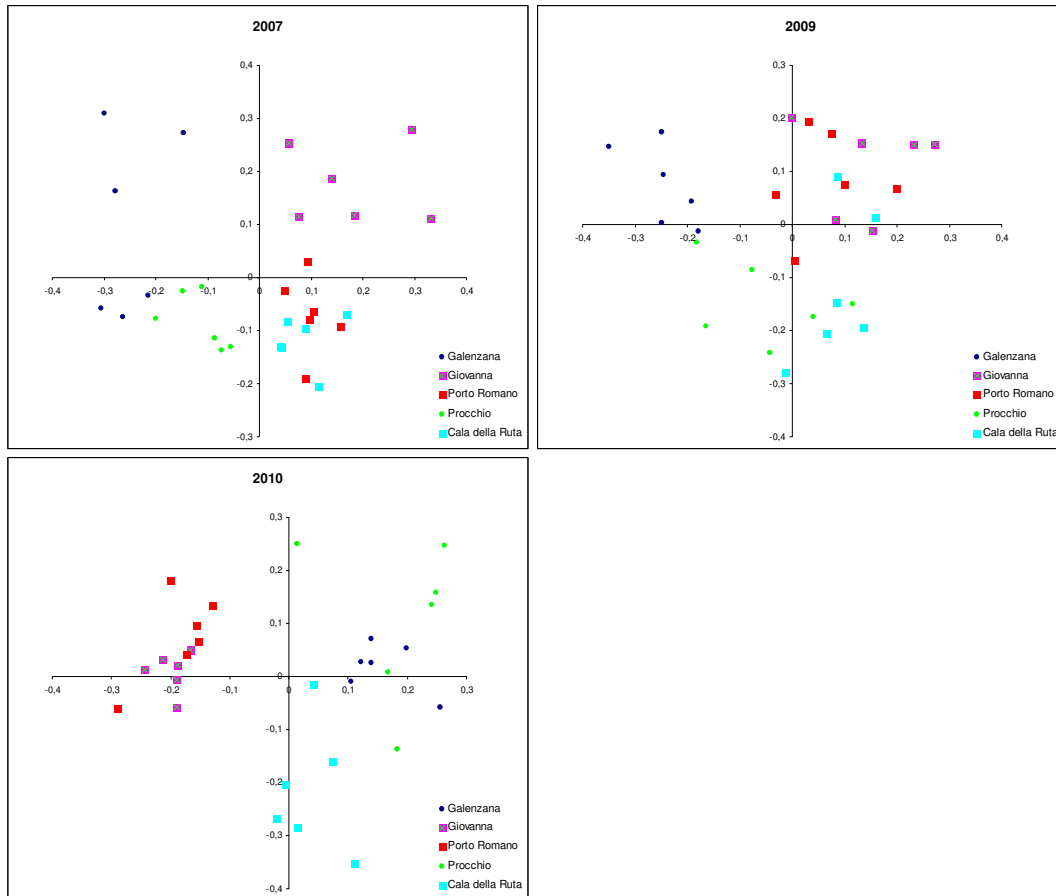 2007
0,4
0,3
0,2
0,1
0
-0,4 -0,3 -0,2 -0,1 0 0,1 0,2 0,3 0,4
-0,1
-0,2
-0,3
Galenzana
Giovanna
Porto Romano
Procchio
Cala della Ruta
2009
0,3
0,2
0,1
0
-0,4 -0,3 -0,2 -0,1 0 0,1 0,2 0,3 0,4
-0,1
-0,2
-0,3
-0,4
Galenzana
Giovanna
Porto Romano
Procchio
Cala della Ruta
2010
0,3
0,2
0,1
0
-0,4 -0,3 -0,2 -0,1 0 0,1 0,2 0,3
-0,1
-0,2
-0,3
-0,4
Galenzana
Giovanna
Porto Romano
Procchio
Cala della Ruta